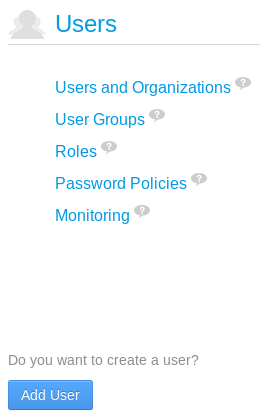 Users
Users and Organizations ?
User Groups ?
Roles ?
Password Policies ?
Monitoring ?
Do you want to create a user?
Add User